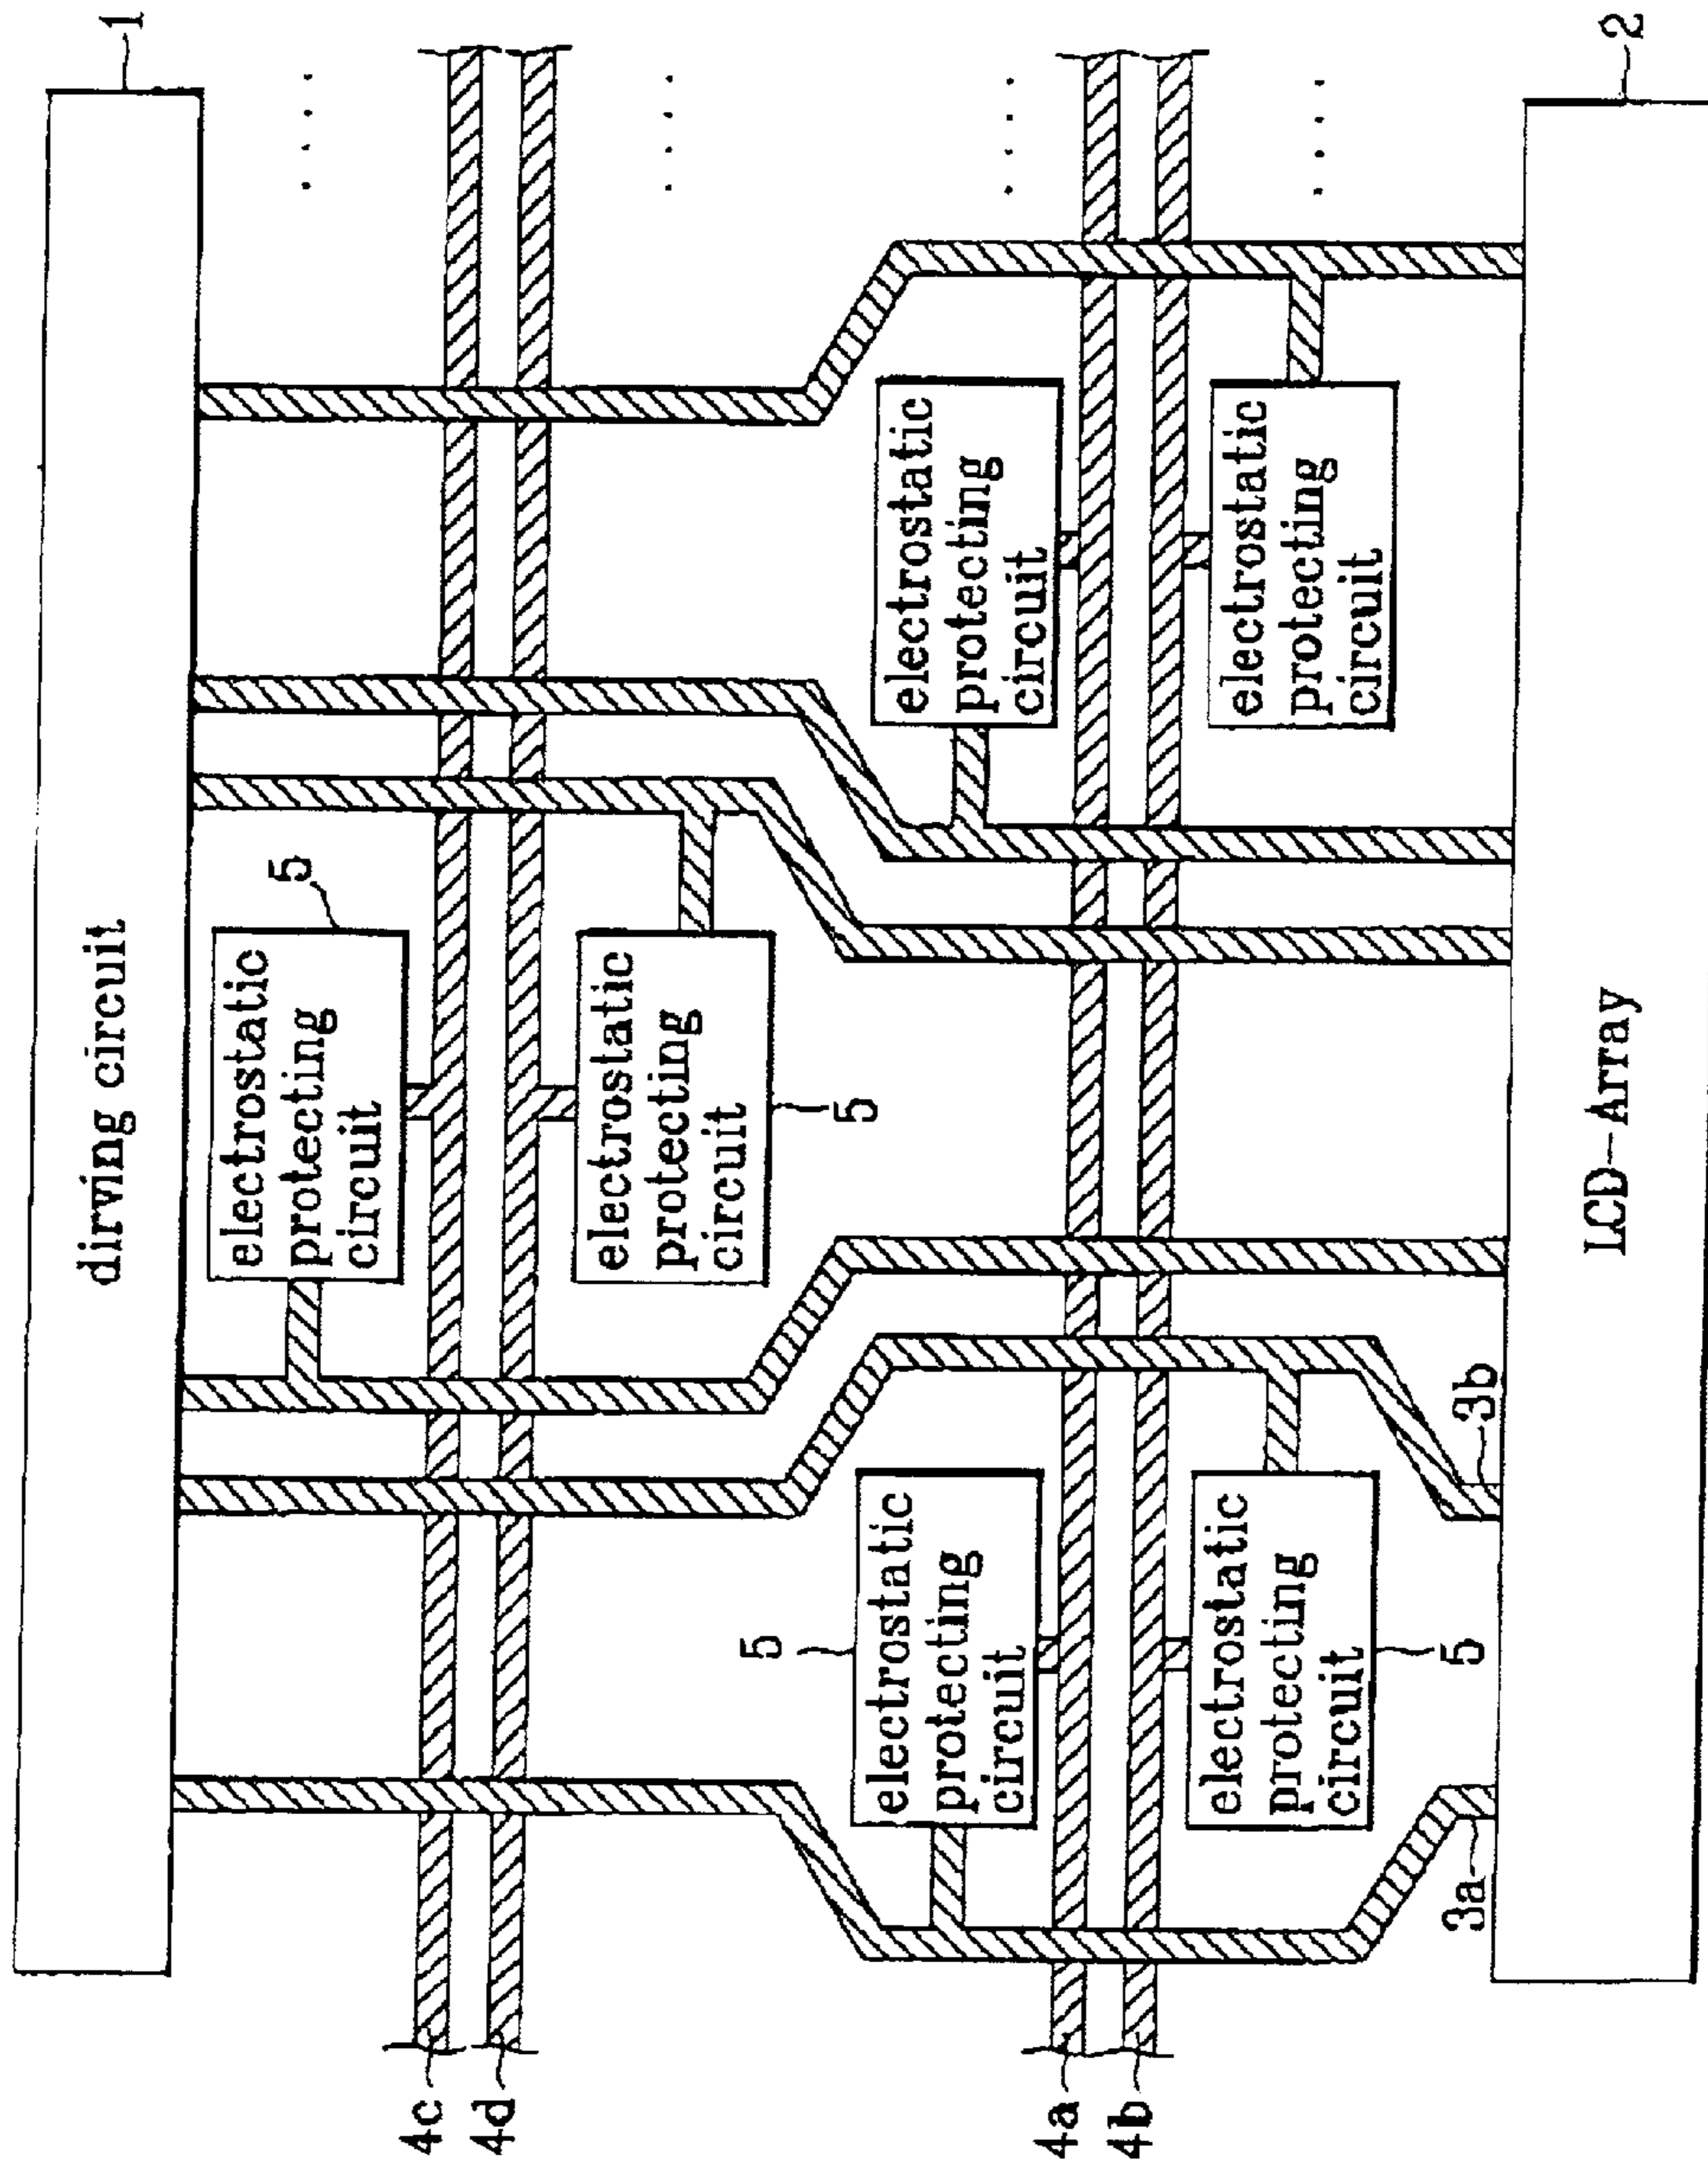 dirving circuit
1
electrostatic
protecting
circuit
5
4c
4d
electrostatic
protecting
circuit
5
5
electrostatic
protecting
circuit
electrostatic
protecting
circuit
4a
4b
electrostatic
protecting
circuit
5
electrostatic
protecting
circuit
3a
3b
LCD-Array
2